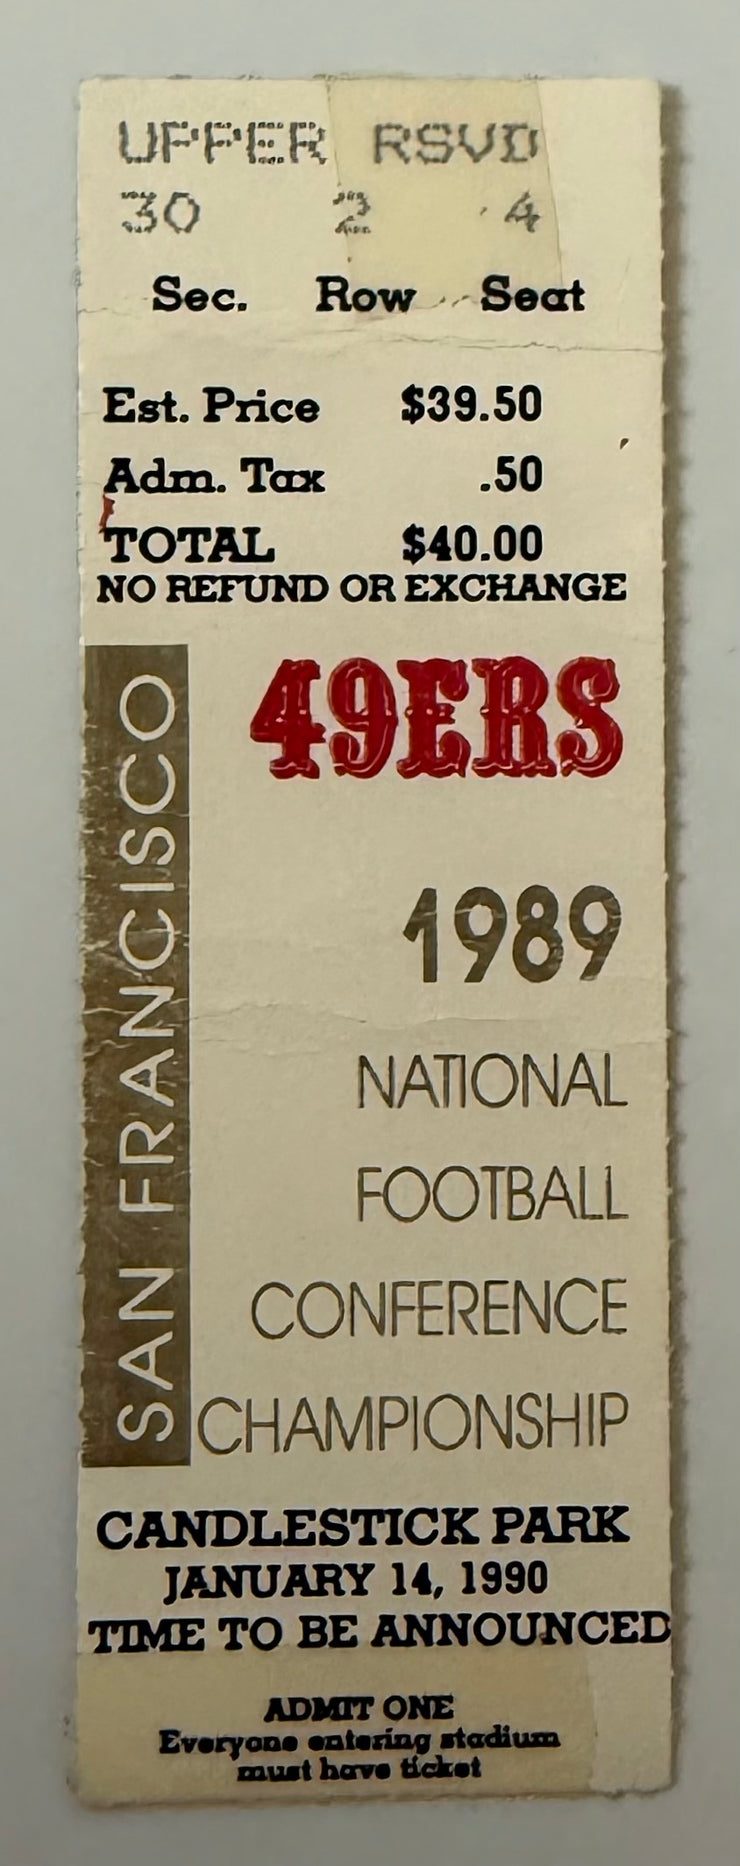 UPPER RSVD
30 2 4
Sec. Row Seat
Est. Price $39.50
Adm. Tax .50
TOTAL $40.00
NO REFUND OR EXCHANGE
SAN FRANCISCO
49ERS
1989
NATIONAL
FOOTBALL
CONFERENCE
CHAMPIONSHIP
CANDLESTICK PARK
JANUARY 14, 1990
TIME TO BE ANNOUNCED
ADMIT ONE
Everyone entering stadium
must have ticket